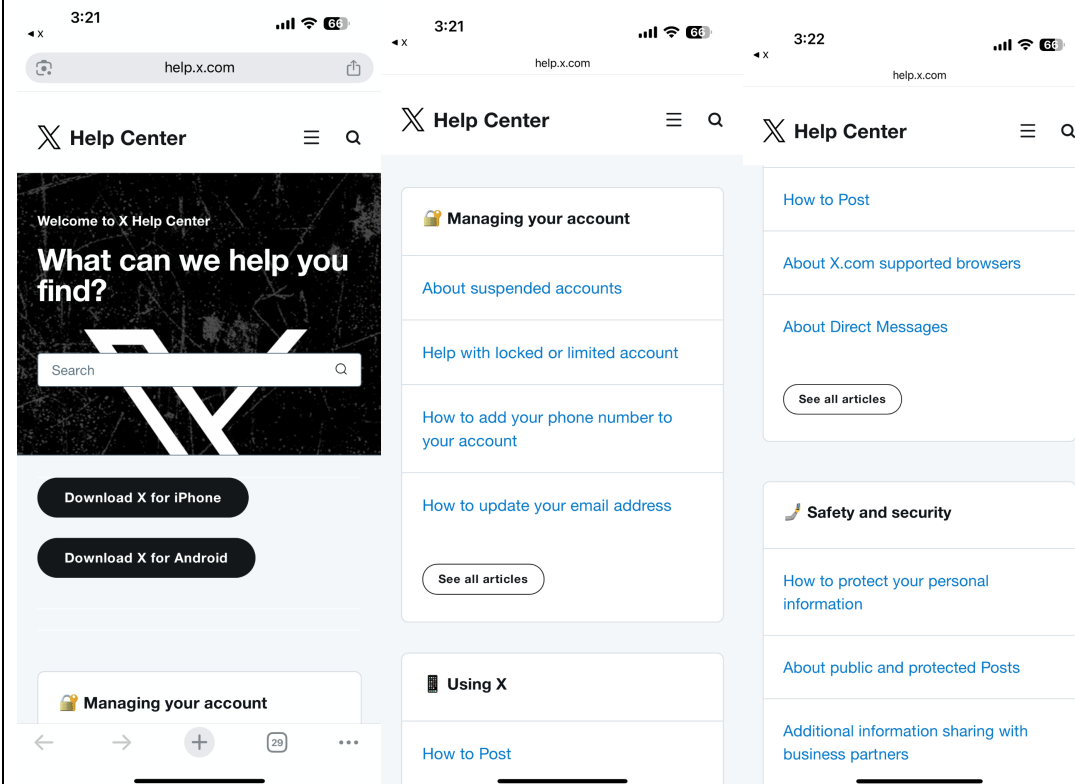 3:21
◀ X
66
help.x.com
X Help Center
Welcome to X Help Center
What can we help you
find?
Search
Download X for iPhone
Download X for Android
🔐 Managing your account
29
3:21
◀ X
66
help.x.com
X Help Center
🔐 Managing your account
About suspended accounts
Help with locked or limited account
How to add your phone number to
your account
How to update your email address
See all articles
📱 Using X
How to Post
3:22
◀ X
66
help.x.com
X Help Center
How to Post
About X.com supported browsers
About Direct Messages
See all articles
🤳 Safety and security
How to protect your personal
information
About public and protected Posts
Additional information sharing with
business partners